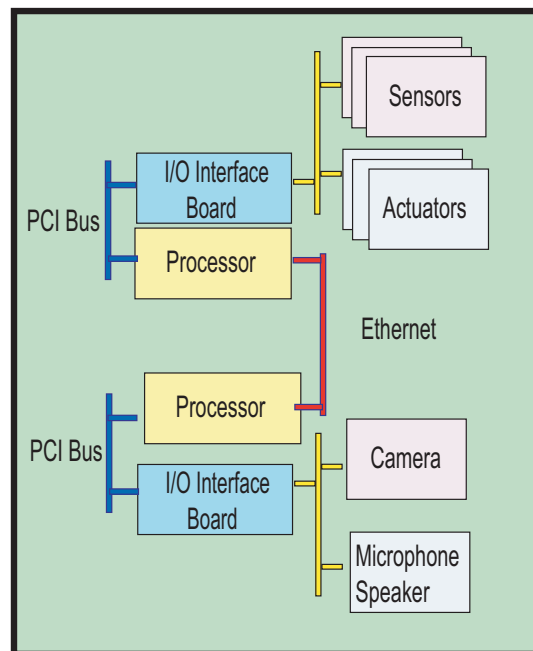 Sensors
I/O Interface
Board
Actuators
PCI Bus
Processor
Ethernet
Processor
PCI Bus
Camera
I/O Interface
Board
Microphone
Speaker